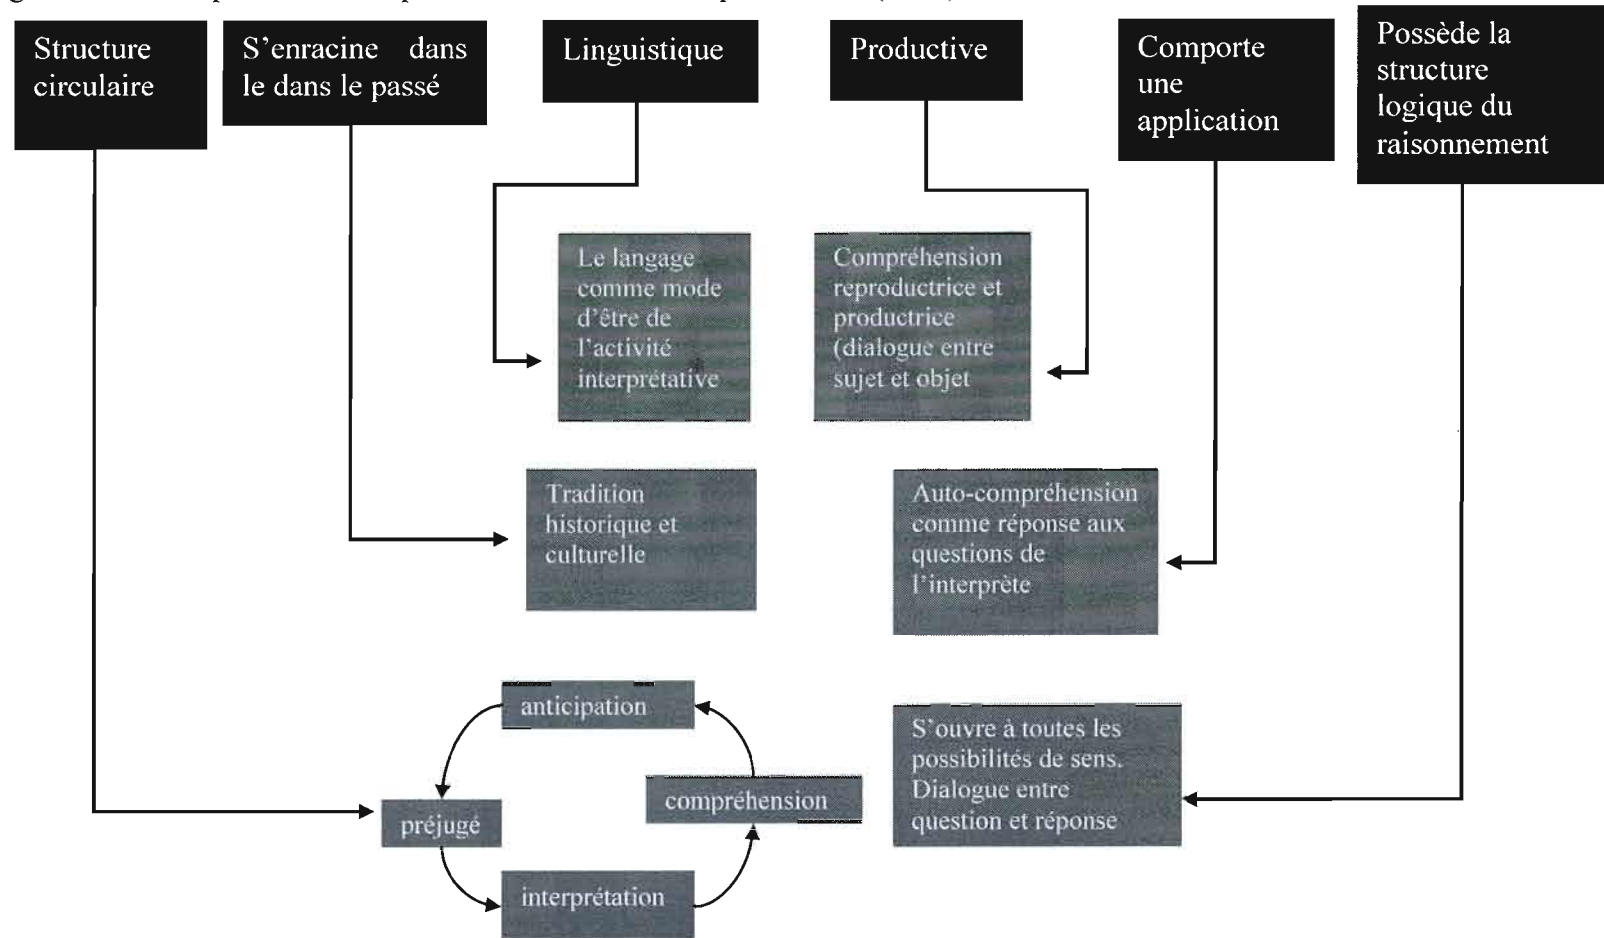 Structure
circulaire
S'enracine dans
le dans le passé
Linguistique
Productive
Comporte
une
application
Possède la
structure
logique du
raisonnement
Le langage
comme mode
d'être de
l'activité
interprétative
Compréhension
reproductrice et
productrice
(dialogue entre
sujet et objet
Tradition
historique et
culturelle
Auto-compréhension
comme réponse aux
questions de
l'interprète
anticipation
compréhension
préjugé
interprétation
S'ouvre à toutes les
possibilités de sens.
Dialogue entre
question et réponse